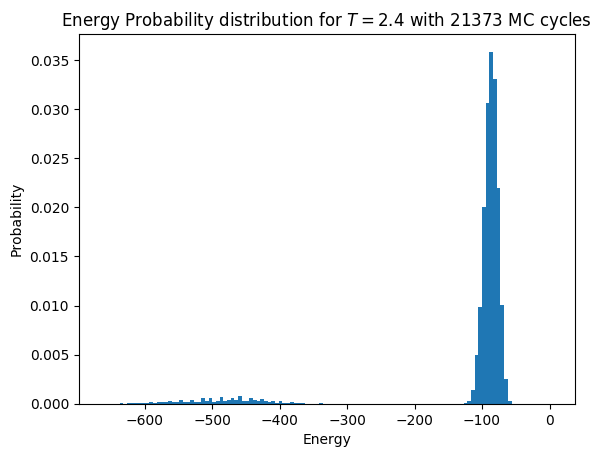 Energy Probability distribution for T = 2.4 with 21373 MC cycles
Probability
0.035
0.030
0.025
0.020
0.015
0.010
0.005
0.000
−600 −500 −400 −300 −200 −100 0
Energy